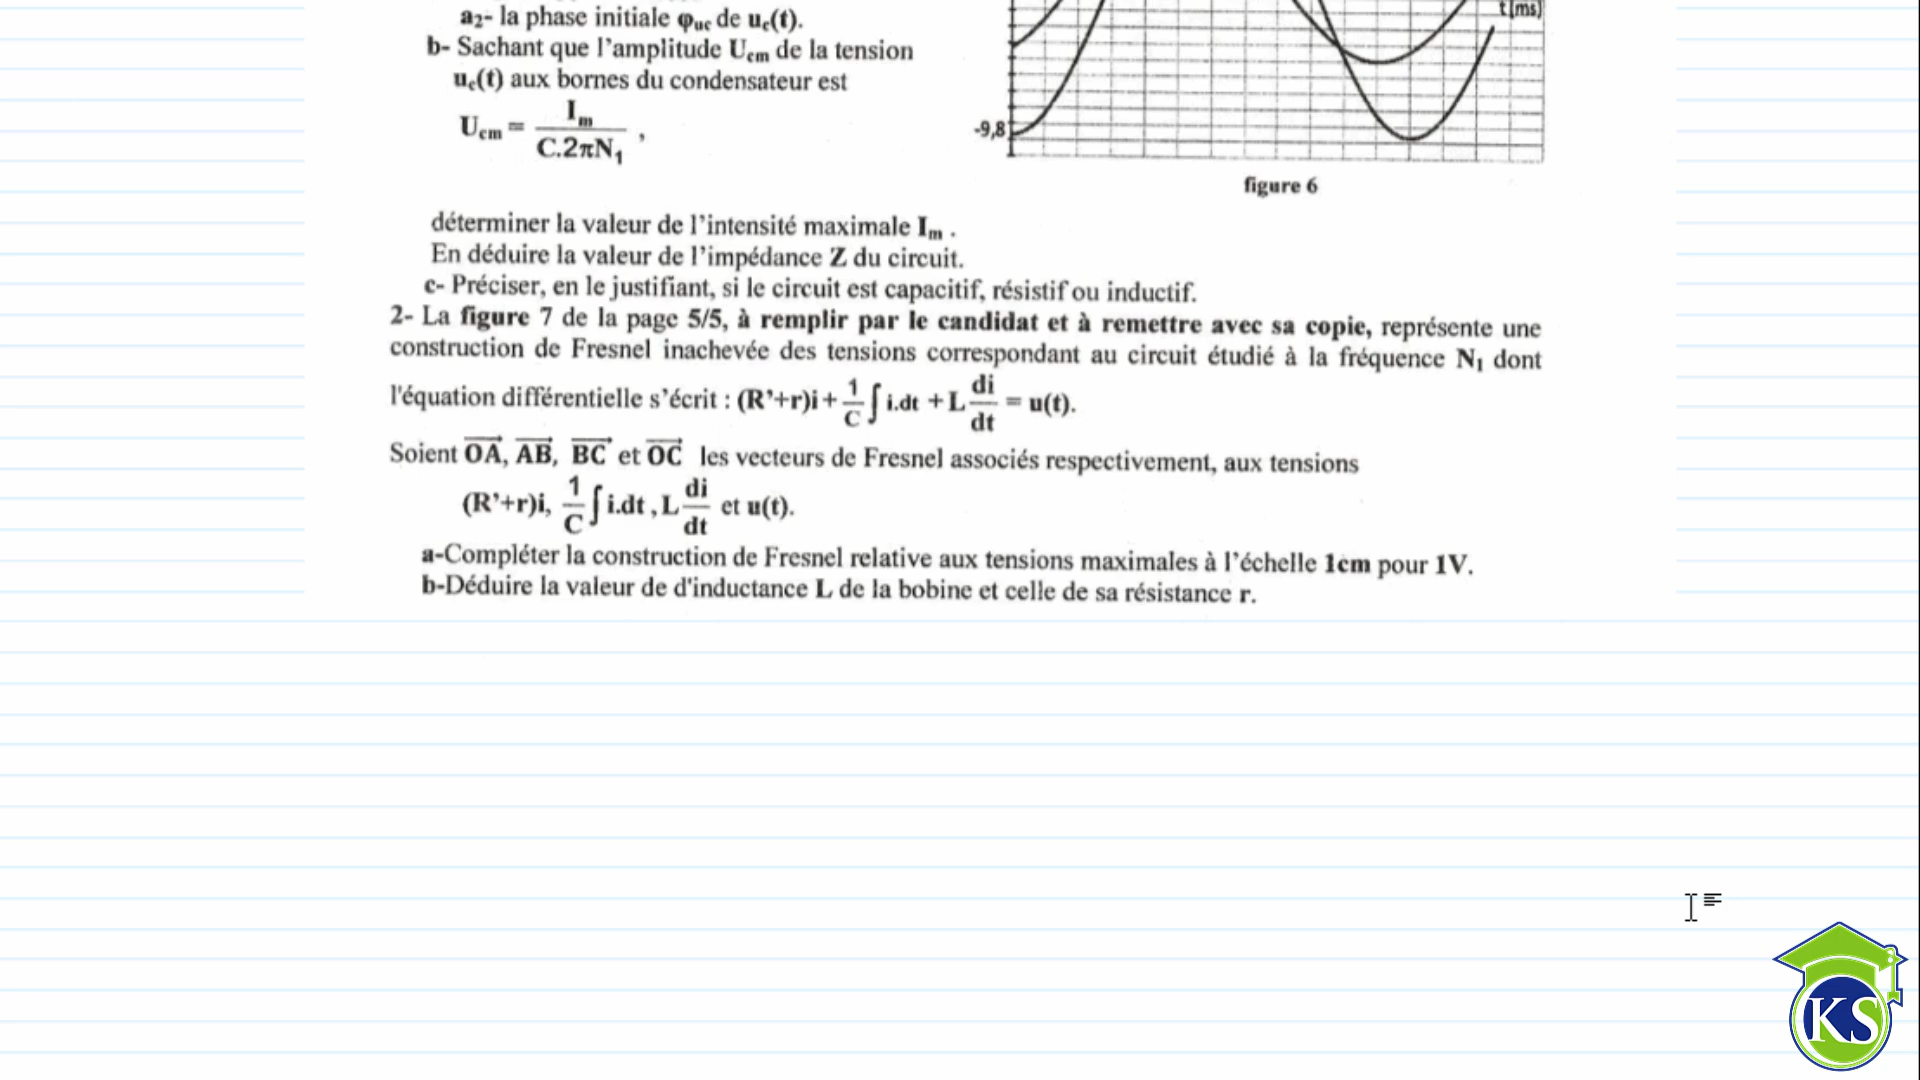 a₂- la phase initiale φuc de uc(t).
b- Sachant que l’amplitude Ucm de la tension
uc(t) aux bornes du condensateur est
Ucm = Im / C.2πN₁ ,
t(ms)
-9,8
figure 6
déterminer la valeur de l’intensité maximale Im .
En déduire la valeur de l’impédance Z du circuit.
c- Préciser, en le justifiant, si le circuit est capacitif, résistif ou inductif.
2- La figure 7 de la page 5/5, à remplir par le candidat et à remettre avec sa copie, représente une
construction de Fresnel inachevée des tensions correspondant au circuit étudié à la fréquence N₁ dont
l'équation différentielle s’écrit : (R’+r)i + 1/C ∫ i.dt + L di/dt = u(t).
Soient OA, AB, BC et OC les vecteurs de Fresnel associés respectivement, aux tensions
(R’+r)i, 1/C ∫ i.dt , L di/dt et u(t).
a-Compléter la construction de Fresnel relative aux tensions maximales à l’échelle 1cm pour 1V.
b-Déduire la valeur de d'inductance L de la bobine et celle de sa résistance r.
KS